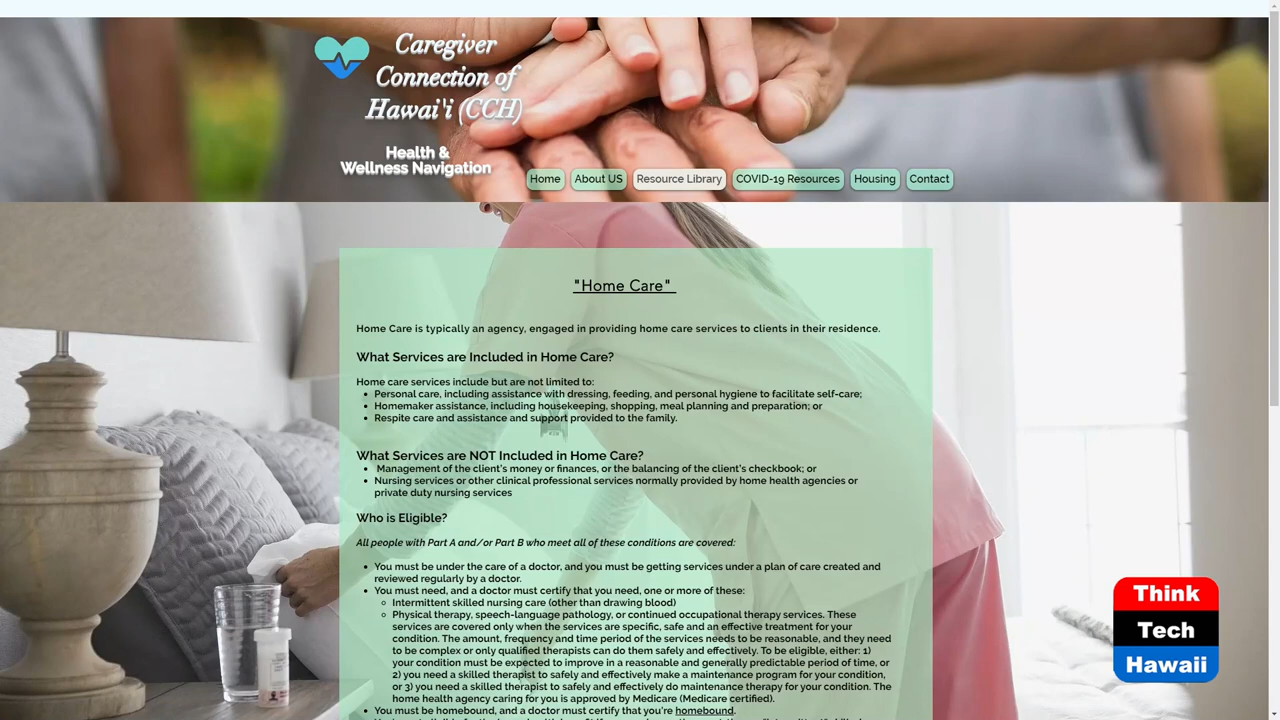 Caregiver
Connection of
Hawai'i (CCH)
Health &
Wellness Navigation
Home
About US
Resource Library
COVID-19 Resources
Housing
Contact
"Home Care"
Home Care is typically an agency, engaged in providing home care services to clients in their residence.
What Services are Included in Home Care?
Home care services include but are not limited to:
• Personal care, including assistance with dressing, feeding, and personal hygiene to facilitate self-care;
• Homemaker assistance, including housekeeping, shopping, meal planning and preparation; or
• Respite care and assistance and support provided to the family.
What Services are NOT Included in Home Care?
• Management of the client's money or finances, or the balancing of the client's checkbook; or
• Nursing services or other clinical professional services normally provided by home health agencies or
private duty nursing services
Who is Eligible?
All people with Part A and/or Part B who meet all of these conditions are covered:
• You must be under the care of a doctor, and you must be getting services under a plan of care created and
reviewed regularly by a doctor.
• You must need, and a doctor must certify that you need, one or more of these:
◦ Intermittent skilled nursing care (other than drawing blood)
◦ Physical therapy, speech-language pathology, or continued occupational therapy services. These
services are covered only when the services are specific, safe and an effective treatment for your
condition. The amount, frequency and time period of the services needs to be reasonable, and they need
to be complex or only qualified therapists can do them safely and effectively. To be eligible, either: 1)
your condition must be expected to improve in a reasonable and generally predictable period of time, or
2) you need a skilled therapist to safely and effectively make a maintenance program for your condition,
or 3) you need a skilled therapist to safely and effectively do maintenance therapy for your condition. The
home health agency caring for you is approved by Medicare (Medicare certified).
• You must be homebound, and a doctor must certify that you're homebound.
Think
Tech
Hawaii